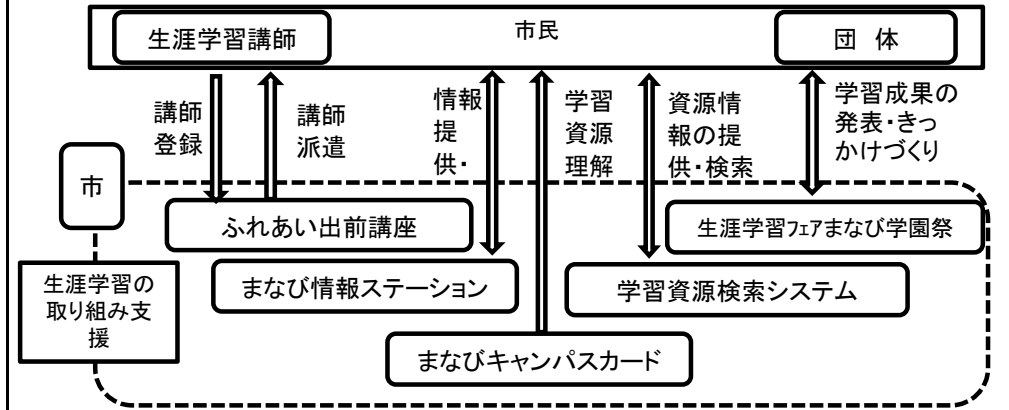 市民
生涯学習講師
団 体
講師
登録
講師
派遣
情報
提
供・
学習
資源
理解
資源情
報の提
供・検索
学習成果の
発表・きっ
かけづくり
市
ふれあい出前講座
生涯学習フェアまなび学園祭
生涯学習の
取り組み支
援
まなび情報ステーション
学習資源検索システム
まなびキャンパスカード